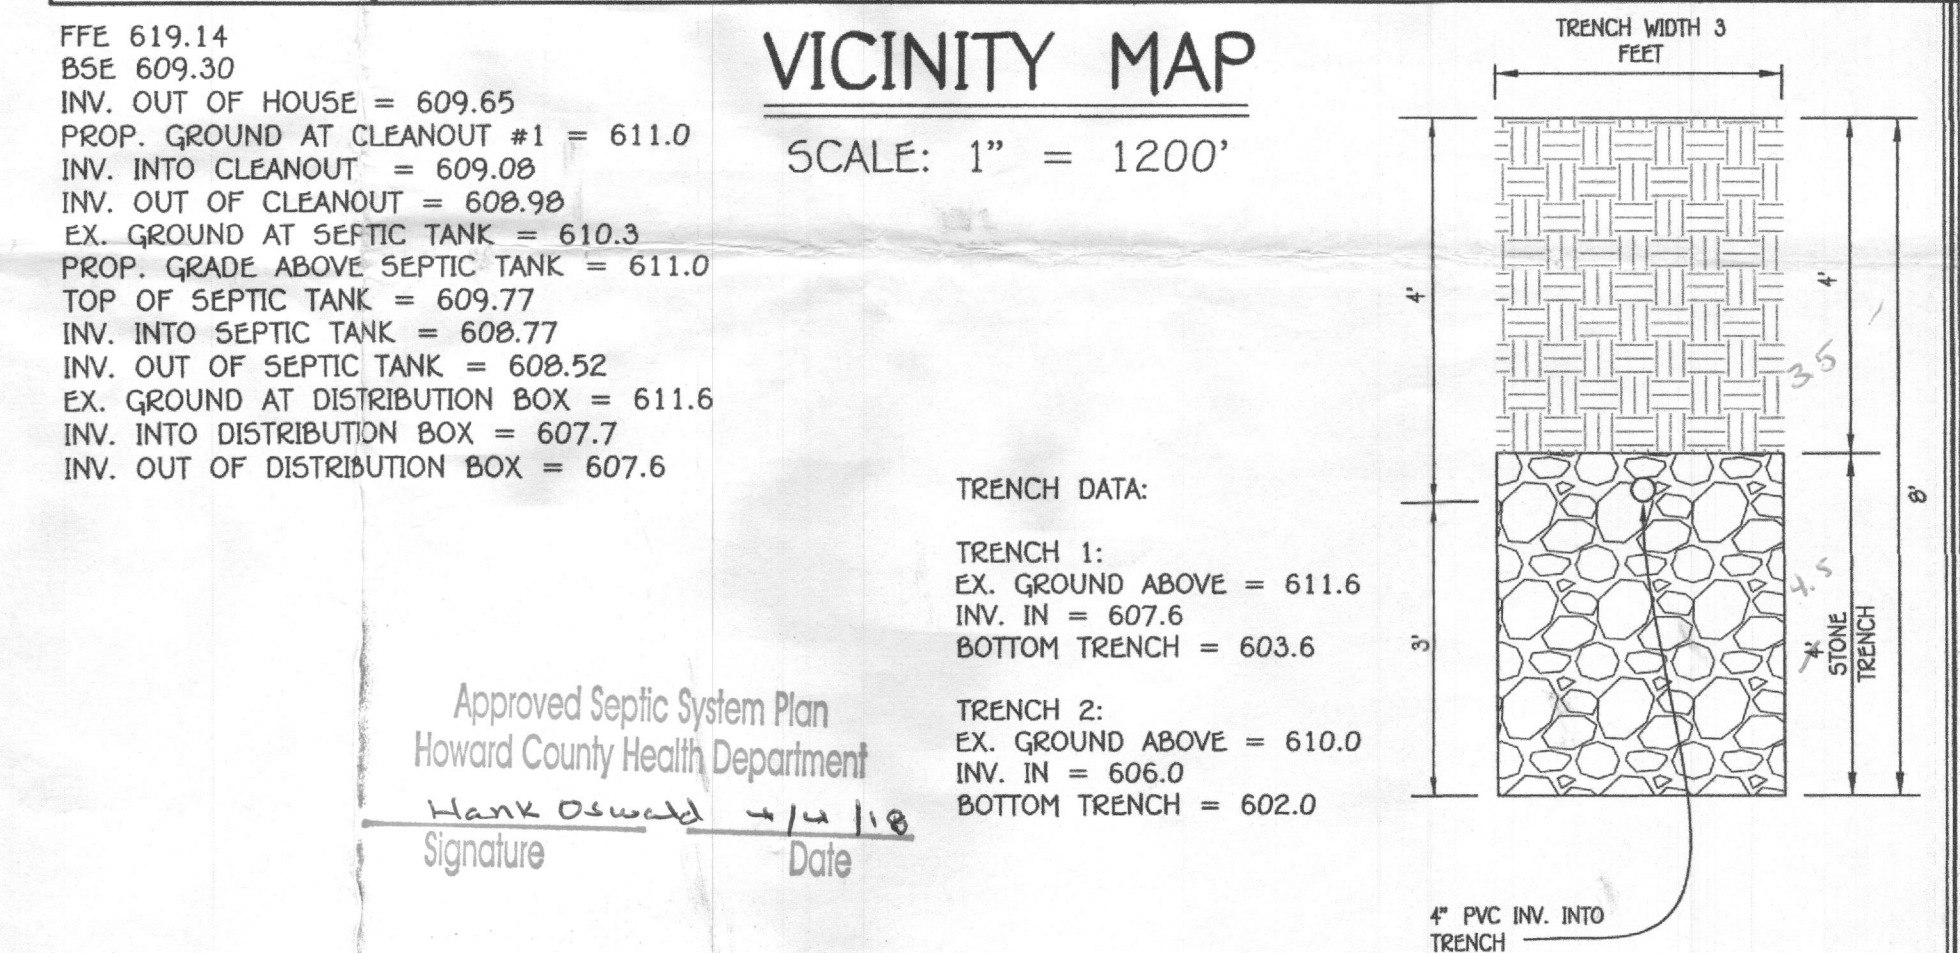 FFE 619.14
BSE 609.30
INV. OUT OF HOUSE = 609.65
PROP. GROUND AT CLEANOUT #1 = 611.0
INV. INTO CLEANOUT = 609.08
INV. OUT OF CLEANOUT = 608.98
EX. GROUND AT SEPTIC TANK = 610.3
PROP. GRADE ABOVE SEPTIC TANK = 611.0
TOP OF SEPTIC TANK = 609.77
INV. INTO SEPTIC TANK = 608.77
INV. OUT OF SEPTIC TANK = 608.52
EX. GROUND AT DISTRIBUTION BOX = 611.6
INV. INTO DISTRIBUTION BOX = 607.7
INV. OUT OF DISTRIBUTION BOX = 607.6
VICINITY MAP
SCALE: 1" = 1200'
TRENCH DATA:
TRENCH 1:
EX. GROUND ABOVE = 611.6
INV. IN = 607.6
BOTTOM TRENCH = 603.6
TRENCH 2:
EX. GROUND ABOVE = 610.0
INV. IN = 606.0
BOTTOM TRENCH = 602.0
Approved Septic System Plan
Howard County Health Department
Hank Oswald 4/4/18
Signature Date
TRENCH WIDTH 3
FEET
4'
3'
4'
3.5
4.5
4'
STONE
TRENCH
8'
4" PVC INV. INTO
TRENCH